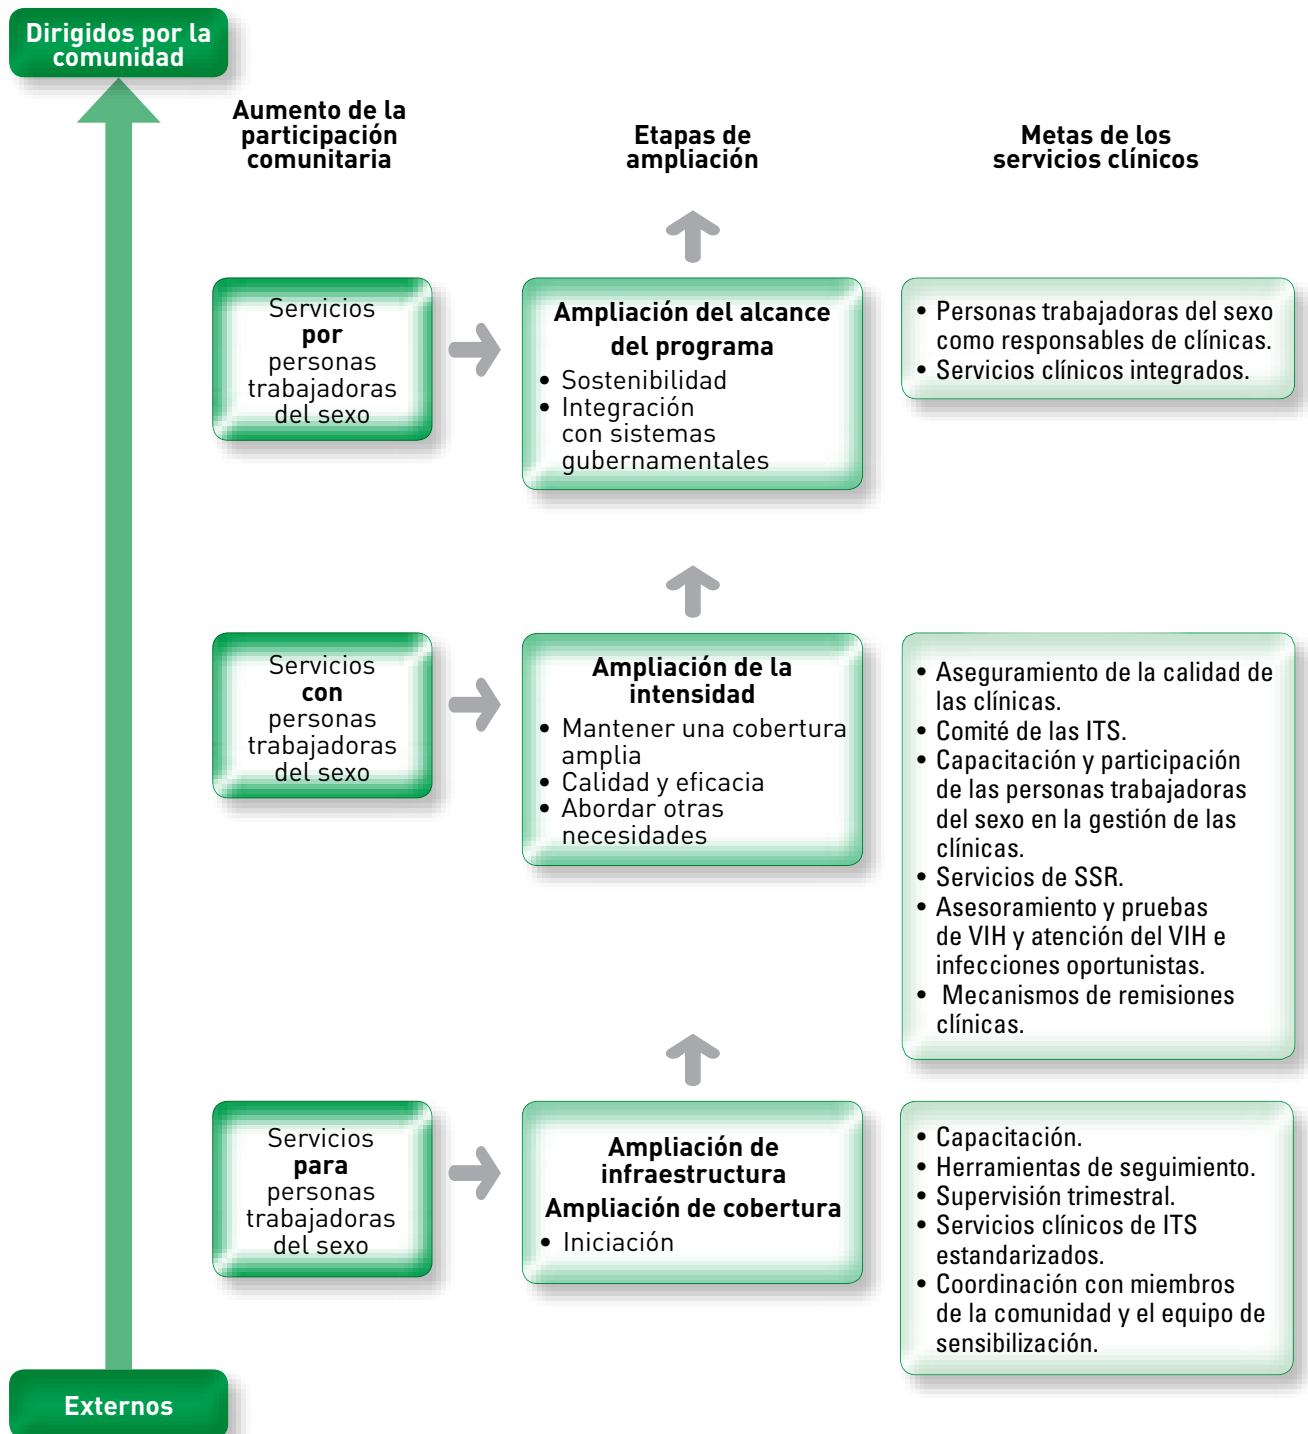 Dirigidos por la
comunidad
Aumento de la
participación
comunitaria
Etapas de
ampliación
Metas de los
servicios clínicos
Servicios
por
personas
trabajadoras
del sexo
Ampliación del alcance
del programa
• Sostenibilidad
• Integración
con sistemas
gubernamentales
• Personas trabajadoras del sexo
como responsables de clínicas.
• Servicios clínicos integrados.
Servicios
con
personas
trabajadoras
del sexo
Ampliación de la
intensidad
• Mantener una cobertura
amplia
• Calidad y eficacia
• Abordar otras
necesidades
• Aseguramiento de la calidad de
las clínicas.
• Comité de las ITS.
• Capacitación y participación
de las personas trabajadoras
del sexo en la gestión de las
clínicas.
• Servicios de SSR.
• Asesoramiento y pruebas
de VIH y atención del VIH e
infecciones oportunistas.
• Mecanismos de remisiones
clínicas.
Servicios
para
personas
trabajadoras
del sexo
Ampliación de
infraestructura
Ampliación de cobertura
• Iniciación
• Capacitación.
• Herramientas de seguimiento.
• Supervisión trimestral.
• Servicios clínicos de ITS
estandarizados.
• Coordinación con miembros
de la comunidad y el equipo de
sensibilización.
Externos